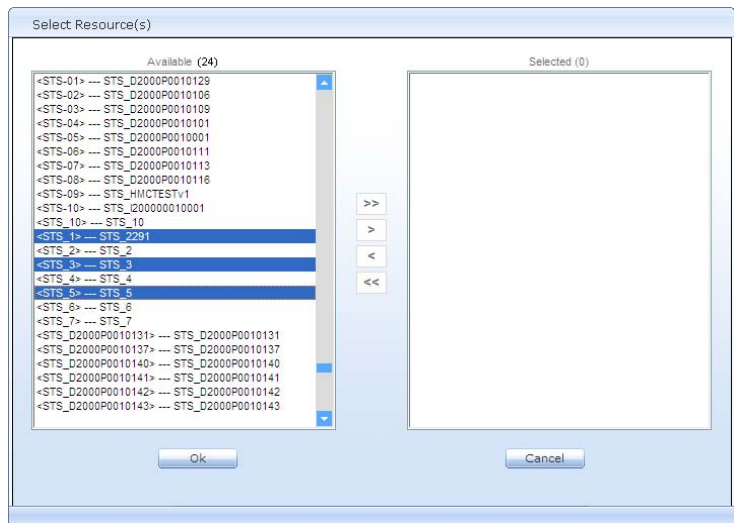 Select Resource(s)
Available (24)
Selected (0)
<STS-01> --- STS_D2000P0010129
<STS-02> --- STS_D2000P0010106
<STS-03> --- STS_D2000P0010109
<STS-04> --- STS_D2000P0010101
<STS-05> --- STS_D2000P0010001
<STS-06> --- STS_D2000P0010111
<STS-07> --- STS_D2000P0010113
<STS-08> --- STS_D2000P0010116
<STS-09> --- STS_HMCTESTv1
<STS-10> --- STS_I200000010001
<STS_10> --- STS_10
<STS_1> --- STS_2291
<STS_2> --- STS_2
<STS_3> --- STS_3
<STS_4> --- STS_4
<STS_5> --- STS_5
<STS_6> --- STS_6
<STS_7> --- STS_7
<STS_D2000P0010131> --- STS_D2000P0010131
<STS_D2000P0010137> --- STS_D2000P0010137
<STS_D2000P0010140> --- STS_D2000P0010140
<STS_D2000P0010141> --- STS_D2000P0010141
<STS_D2000P0010142> --- STS_D2000P0010142
<STS_D2000P0010143> --- STS_D2000P0010143
>>
>
<
<<
Ok
Cancel